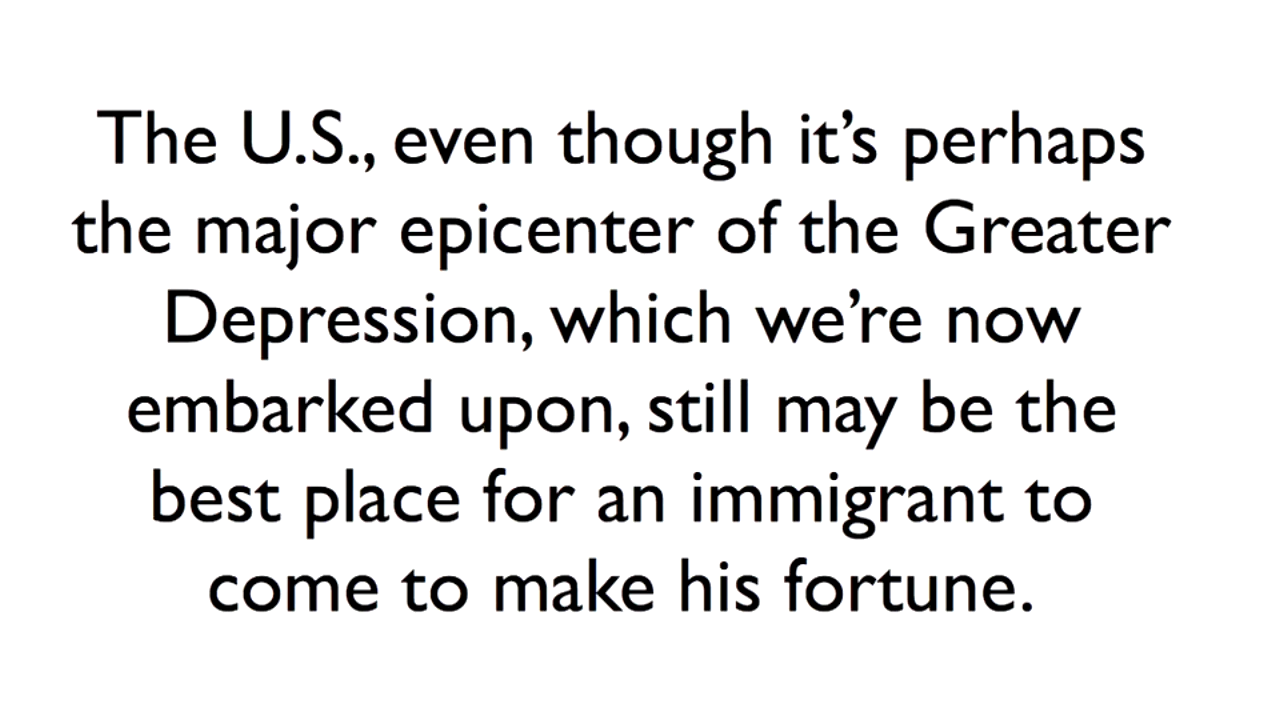 The U.S., even though it’s perhaps
the major epicenter of the Greater
Depression, which we’re now
embarked upon, still may be the
best place for an immigrant to
come to make his fortune.